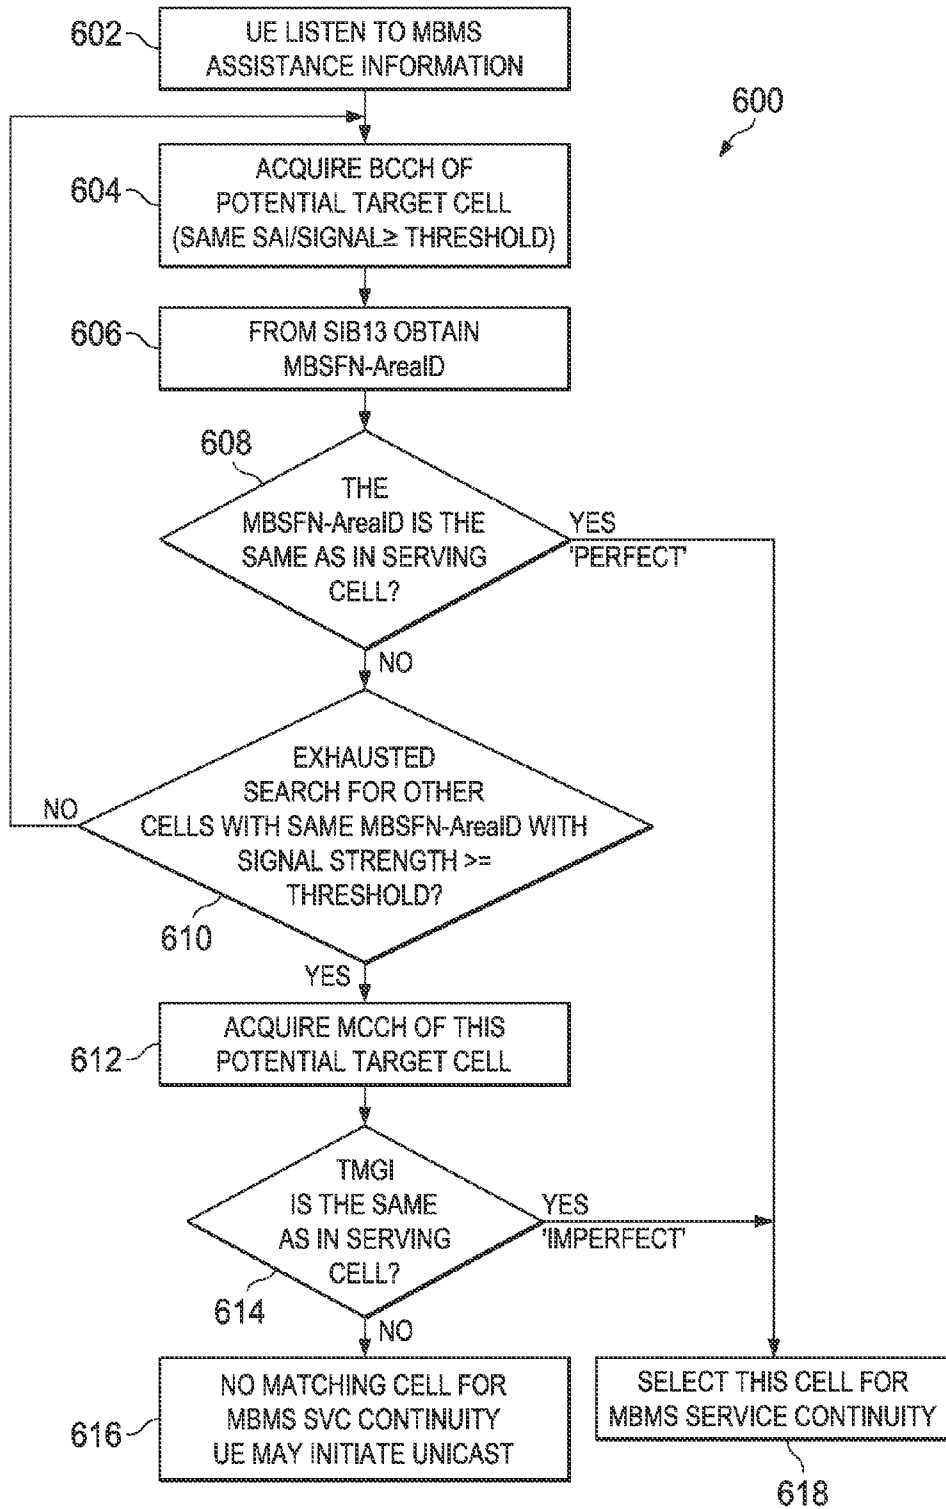 602
UE LISTEN TO MBMS
ASSISTANCE INFORMATION
600
604
ACQUIRE BCCH OF
POTENTIAL TARGET CELL
(SAME SAI/SIGNAL≥ THRESHOLD)
606
FROM SIB13 OBTAIN
MBSFN-AreaID
608
THE
MBSFN-AreaID IS THE
SAME AS IN SERVING
CELL?
YES
'PERFECT'
NO
EXHAUSTED
SEARCH FOR OTHER
CELLS WITH SAME MBSFN-AreaID WITH
SIGNAL STRENGTH >=
THRESHOLD?
NO
610
YES
612
ACQUIRE MCCH OF THIS
POTENTIAL TARGET CELL
TMGI
IS THE SAME
AS IN SERVING
CELL?
YES
'IMPERFECT'
614
NO
616
NO MATCHING CELL FOR
MBMS SVC CONTINUITY
UE MAY INITIATE UNICAST
SELECT THIS CELL FOR
MBMS SERVICE CONTINUITY
618